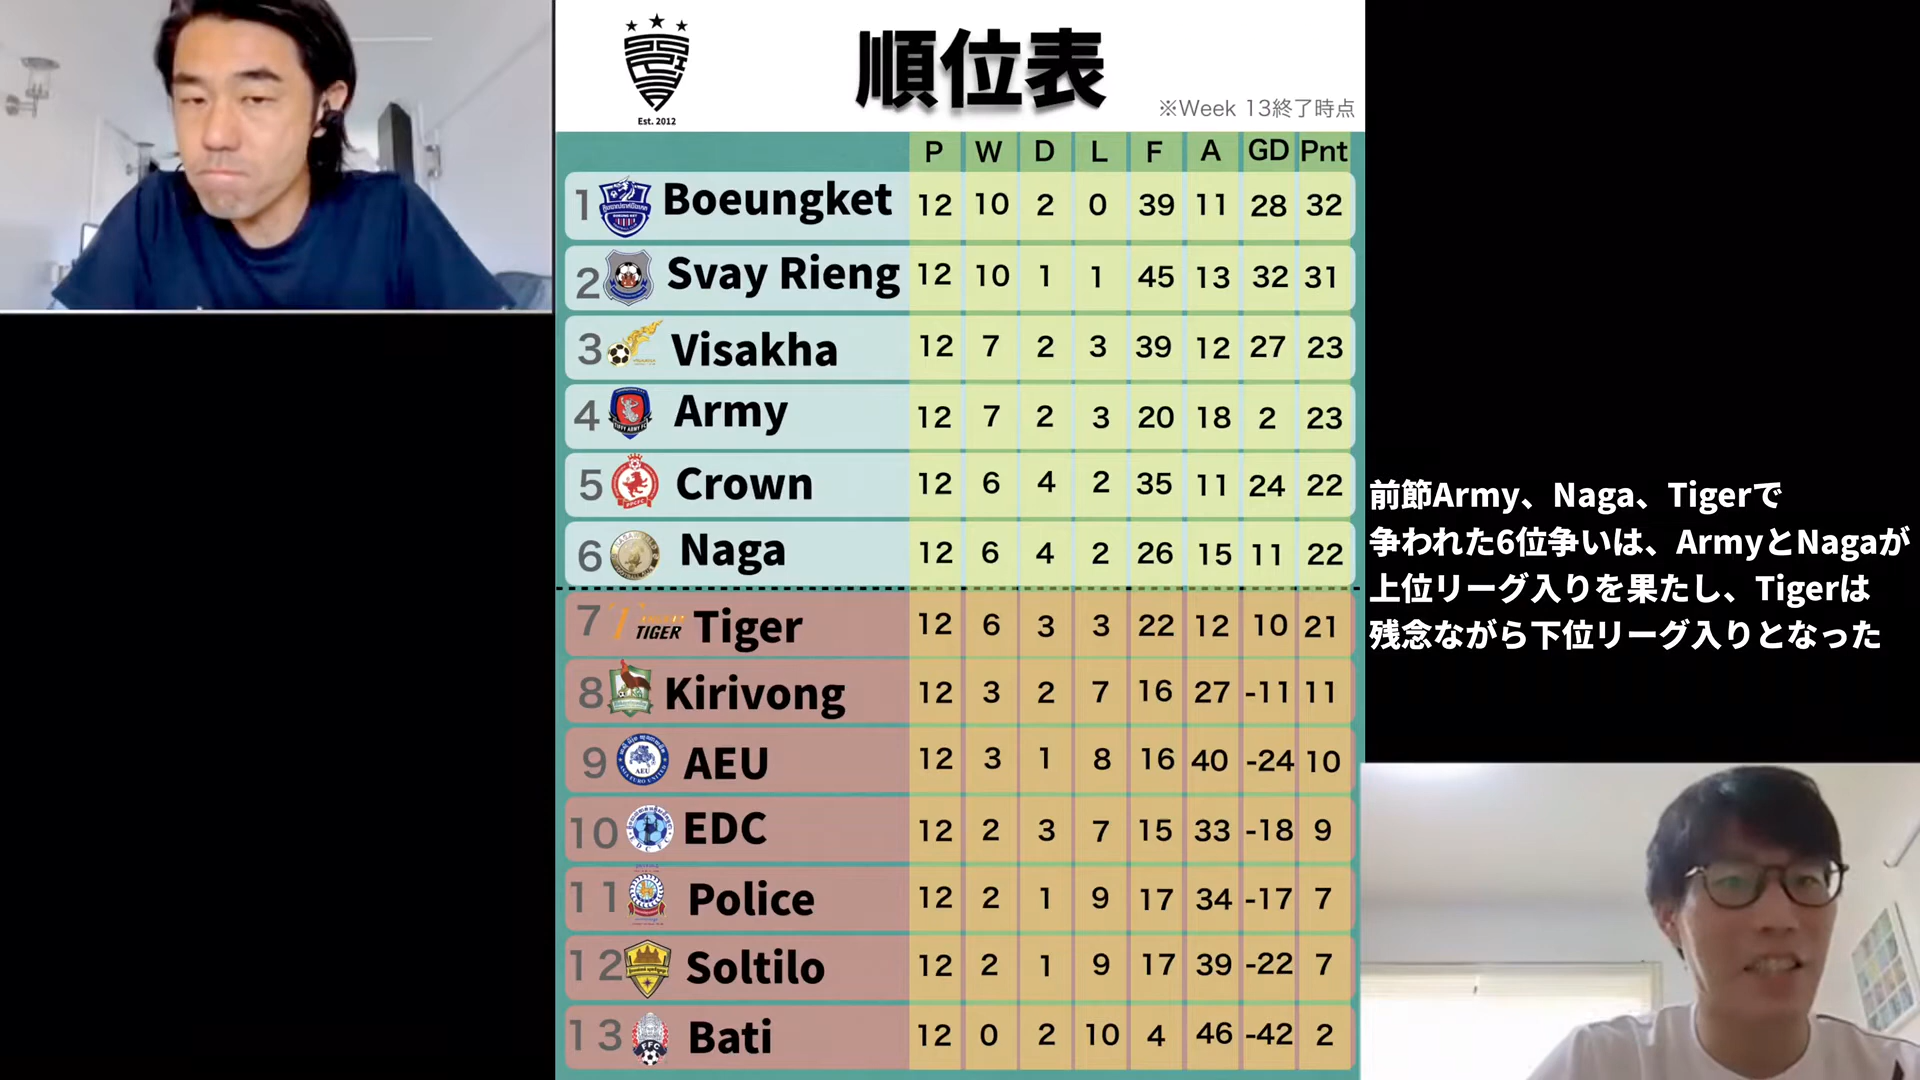 順位表
Est. 2012
※Week 13終了時点
P W D L F A GD Pnt
1 Boeungket 12 10 2 0 39 11 28 32
2 Svay Rieng 12 10 1 1 45 13 32 31
3 Visakha 12 7 2 3 39 12 27 23
4 Army 12 7 2 3 20 18 2 23
5 Crown 12 6 4 2 35 11 24 22
6 Naga 12 6 4 2 26 15 11 22
7 TIGER Tiger 12 6 3 3 22 12 10 21
8 Kirivong 12 3 2 7 16 27 -11 11
9 AEU AEU 12 3 1 8 16 40 -24 10
10 EDC 12 2 3 7 15 33 -18 9
11 Police 12 2 1 9 17 34 -17 7
12 Soltilo 12 2 1 9 17 39 -22 7
13 FFC Bati 12 0 2 10 4 46 -42 2
前節Army、Naga、Tigerで
争われた6位争いは、ArmyとNagaが
上位リーグ入りを果たし、Tigerは
残念ながら下位リーグ入りとなった